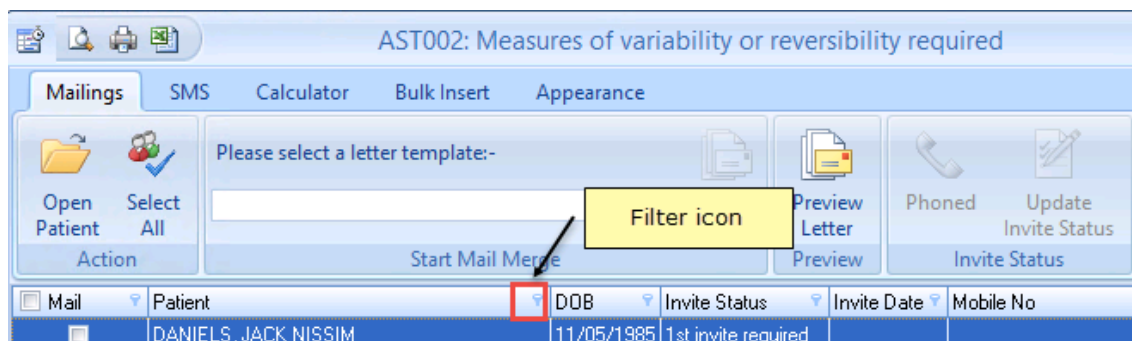 AST002: Measures of variability or reversibility required
Mailings SMS Calculator Bulk Insert Appearance
Please select a letter template:-
Open Patient
Select All
Preview Letter
Phoned
Update Invite Status
Filter icon
Action Start Mail Merge Preview Invite Status
Mail Patient DOB Invite Status Invite Date Mobile No
DANIELS, JACK NISSIM 11/05/1985 1st invite required